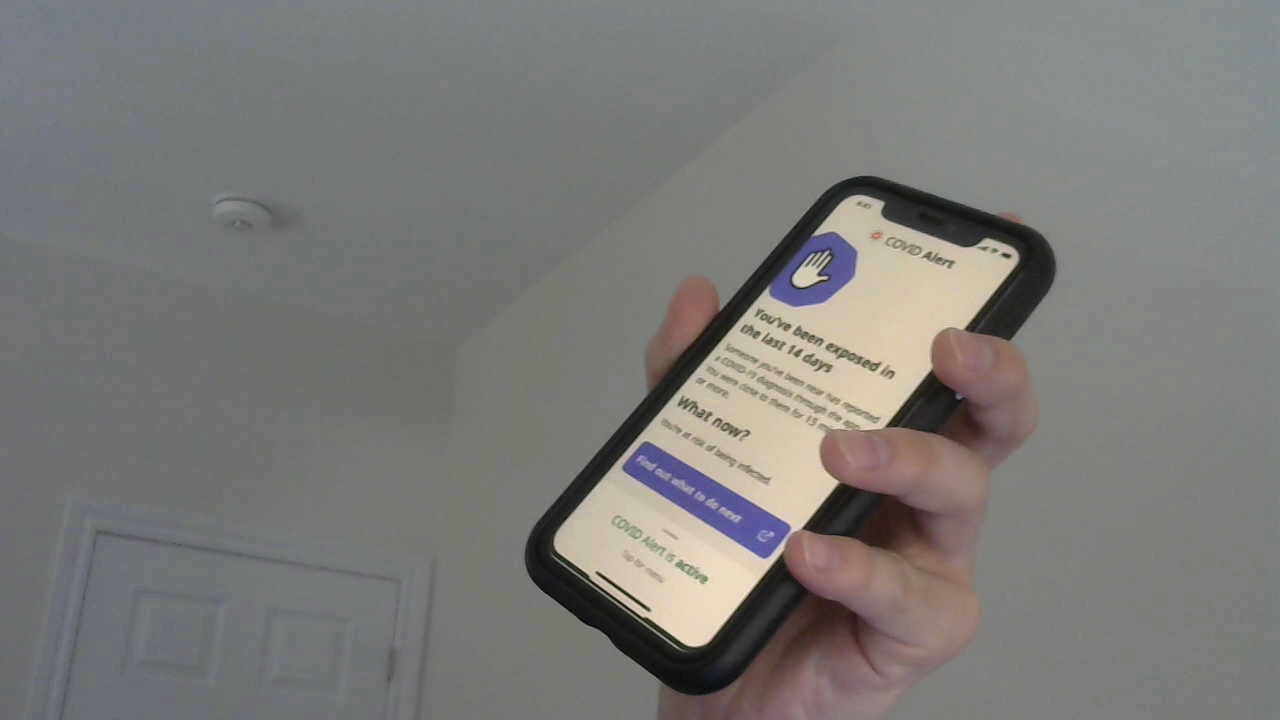 COVID Alert
You've been exposed in
the last 14 days
Someone you've been near has reported
a COVID-19 diagnosis through the app.
You were close to them for 15
or more.
What now?
You're at risk of being infected.
Find out what to do next
COVID Alert is active
Tap for menu